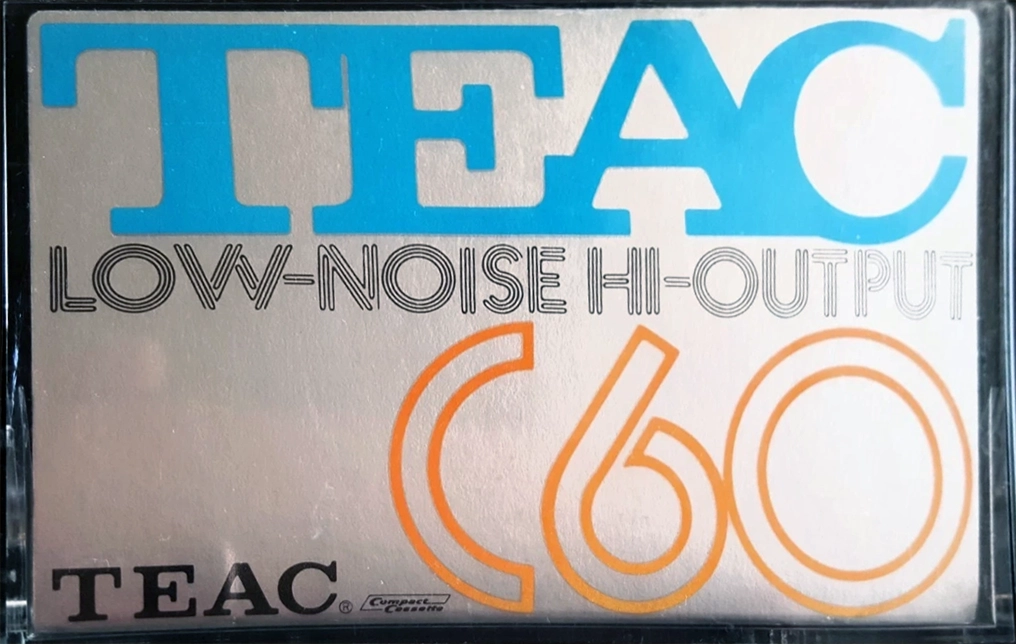 TEAC
LOW-NOISE HI-OUTPUT
C60
TEAC®
Compact
Cassette